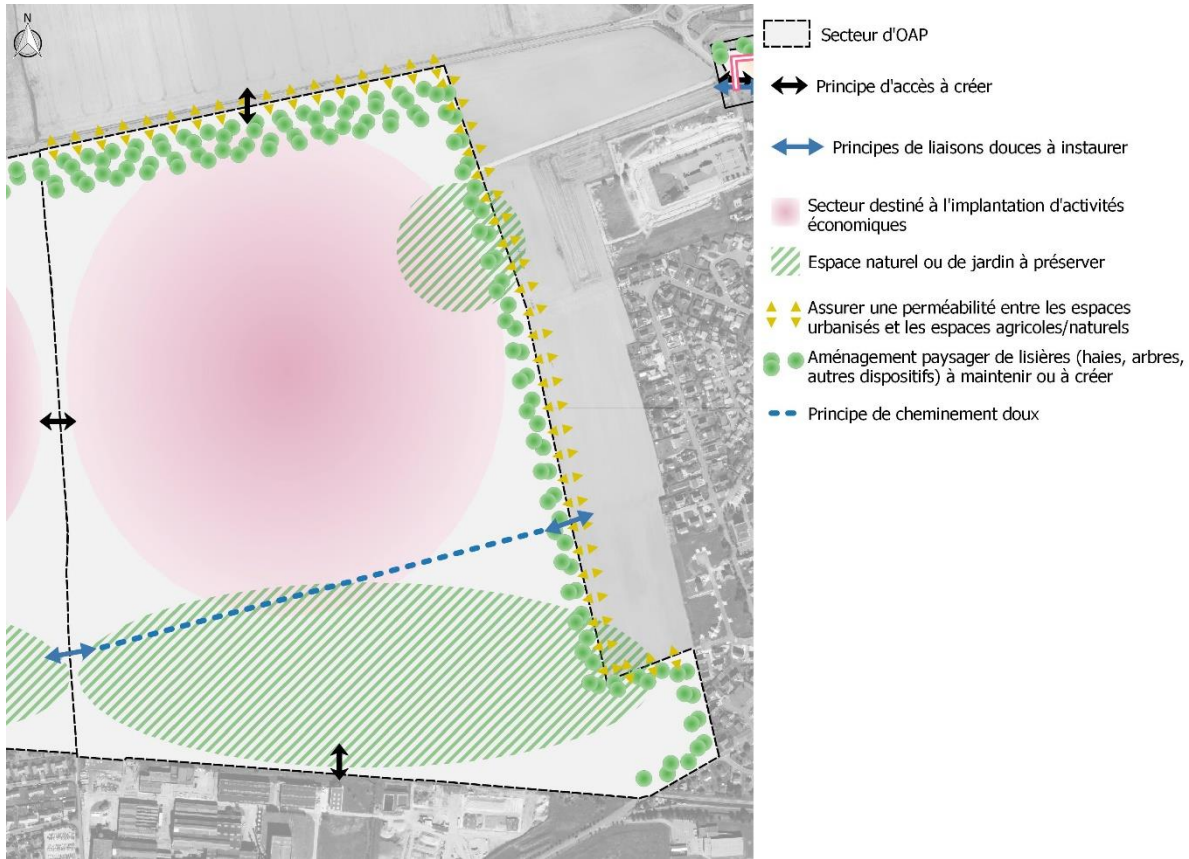 N
Secteur d'OAP
Principe d'accès à créer
Principes de liaisons douces à instaurer
Secteur destiné à l'implantation d'activités
économiques
Espace naturel ou de jardin à préserver
Assurer une perméabilité entre les espaces
urbanisés et les espaces agricoles/naturels
Aménagement paysager de lisières (haies, arbres,
autres dispositifs) à maintenir ou à créer
Principe de cheminement doux